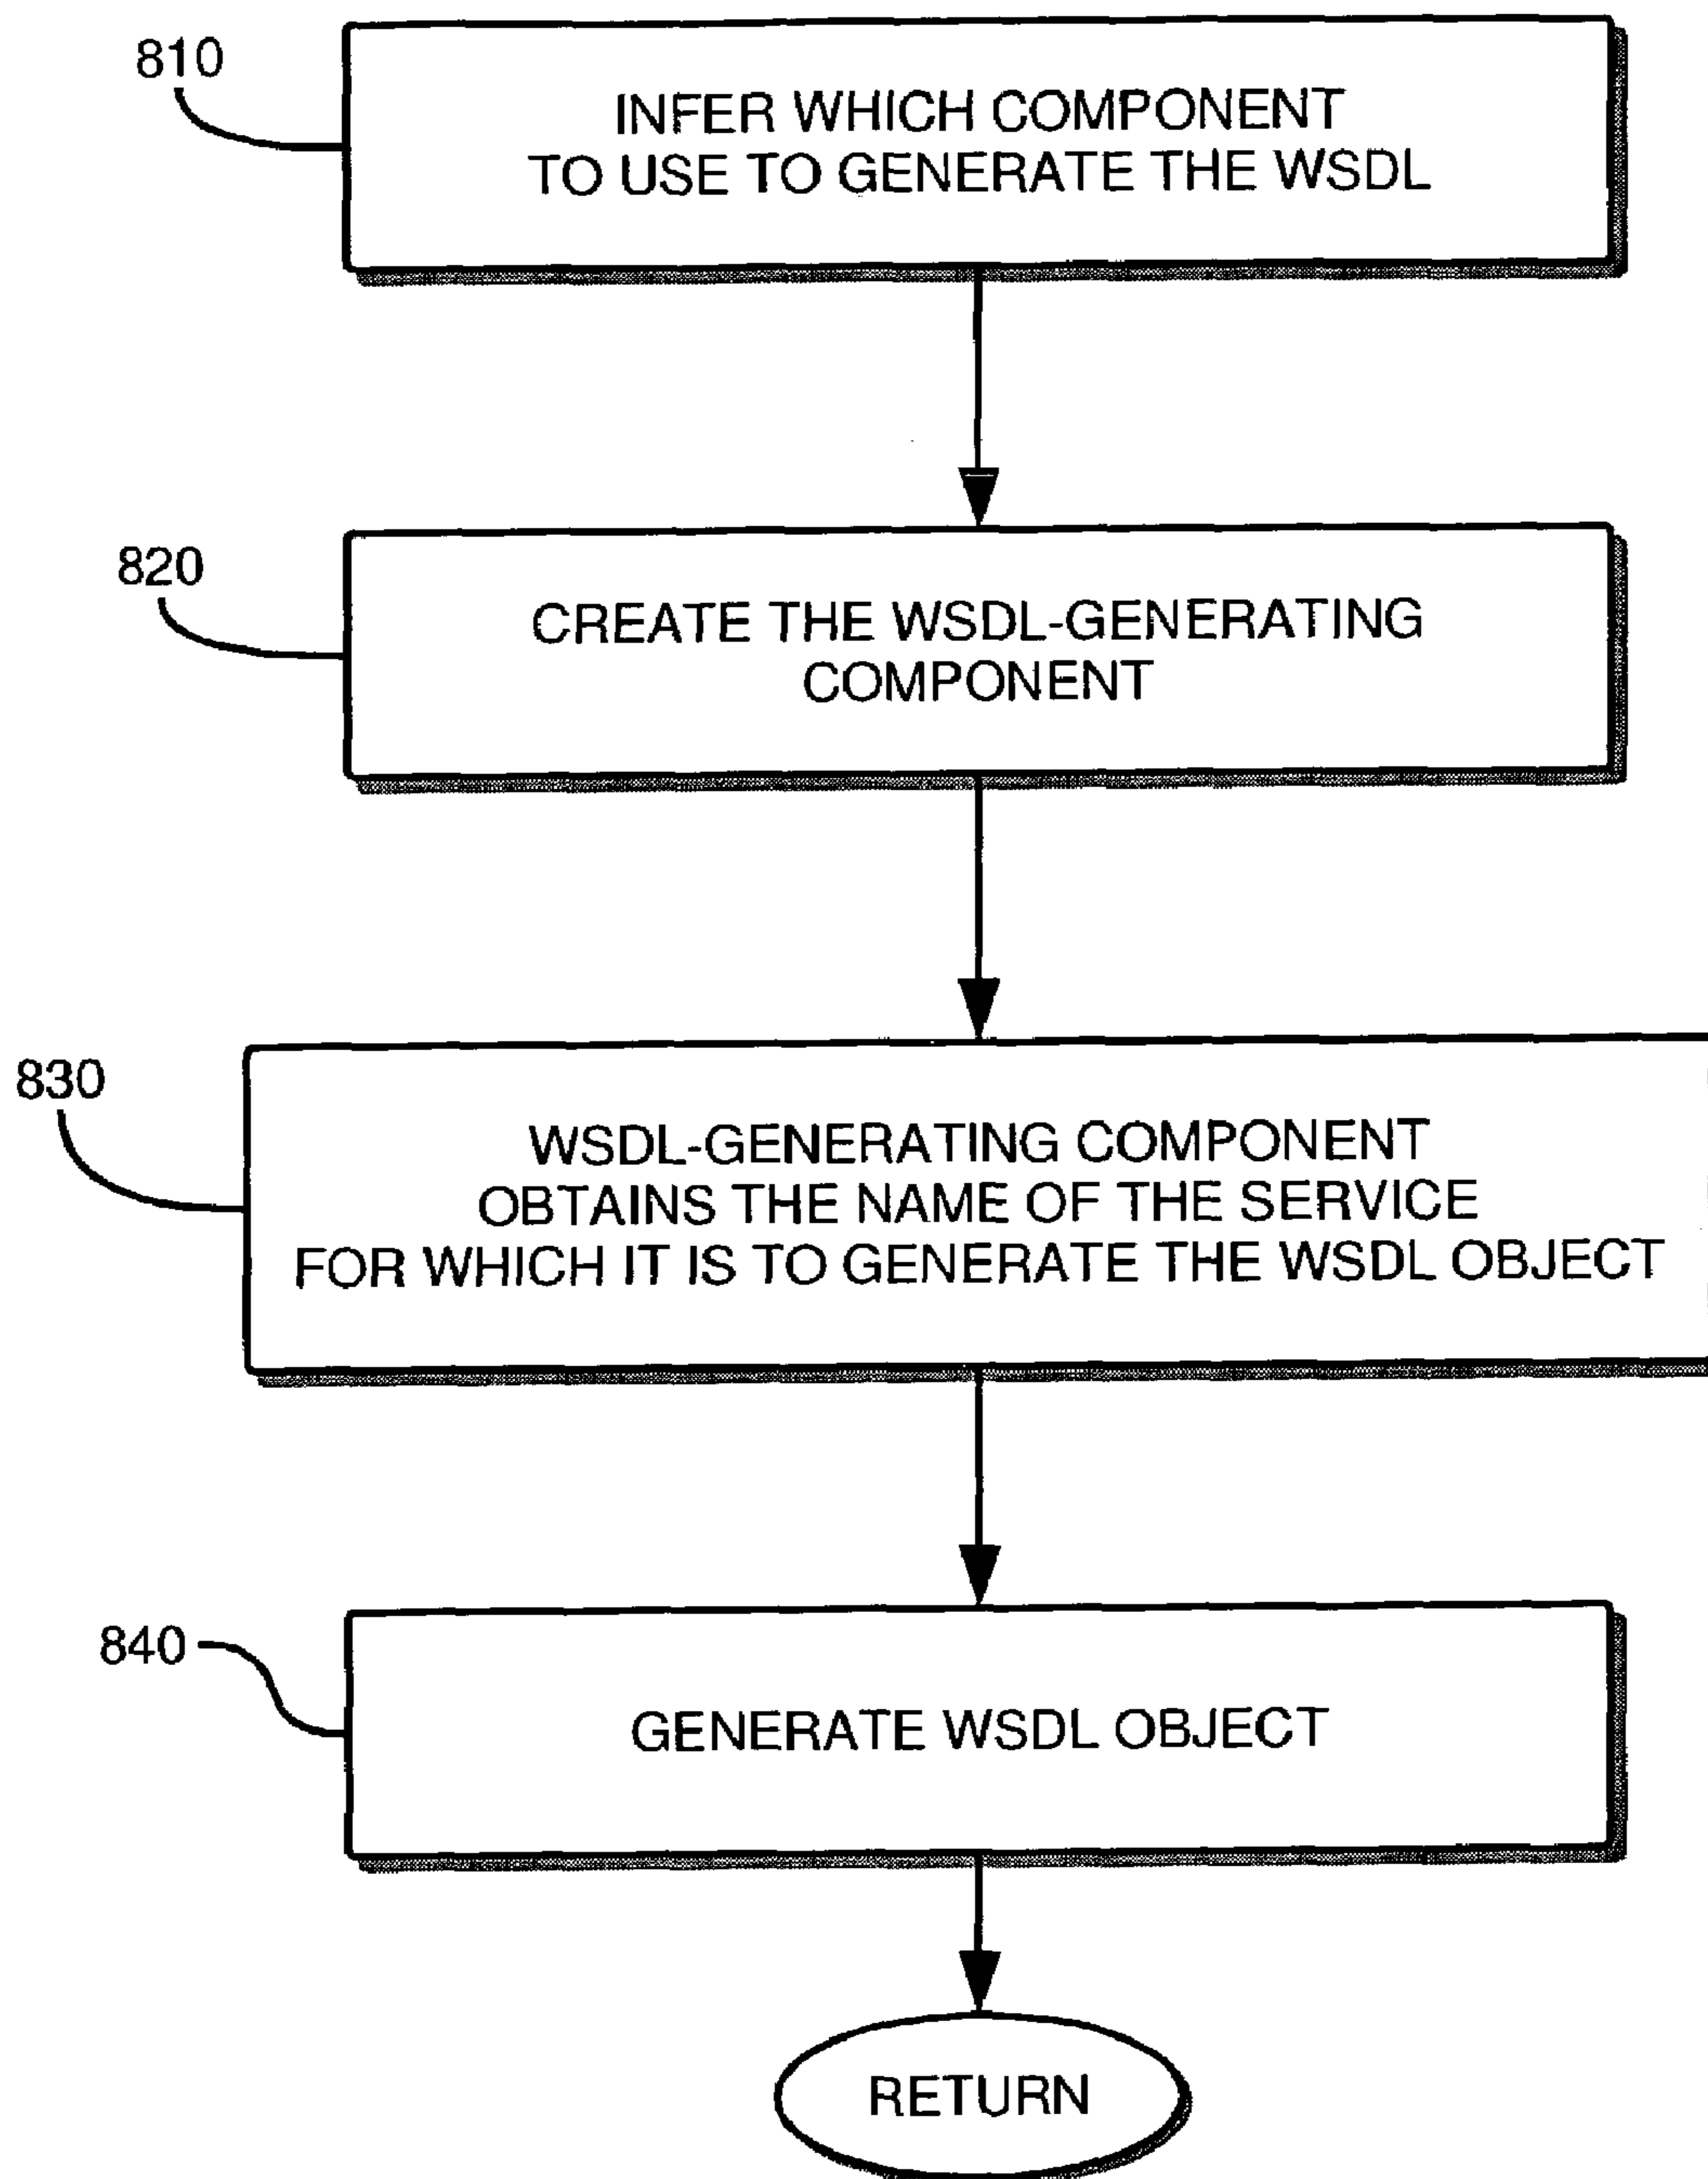 810
INFER WHICH COMPONENT
TO USE TO GENERATE THE WSDL
820
CREATE THE WSDL-GENERATING
COMPONENT
830
WSDL-GENERATING COMPONENT
OBTAINS THE NAME OF THE SERVICE
FOR WHICH IT IS TO GENERATE THE WSDL OBJECT
840
GENERATE WSDL OBJECT
RETURN